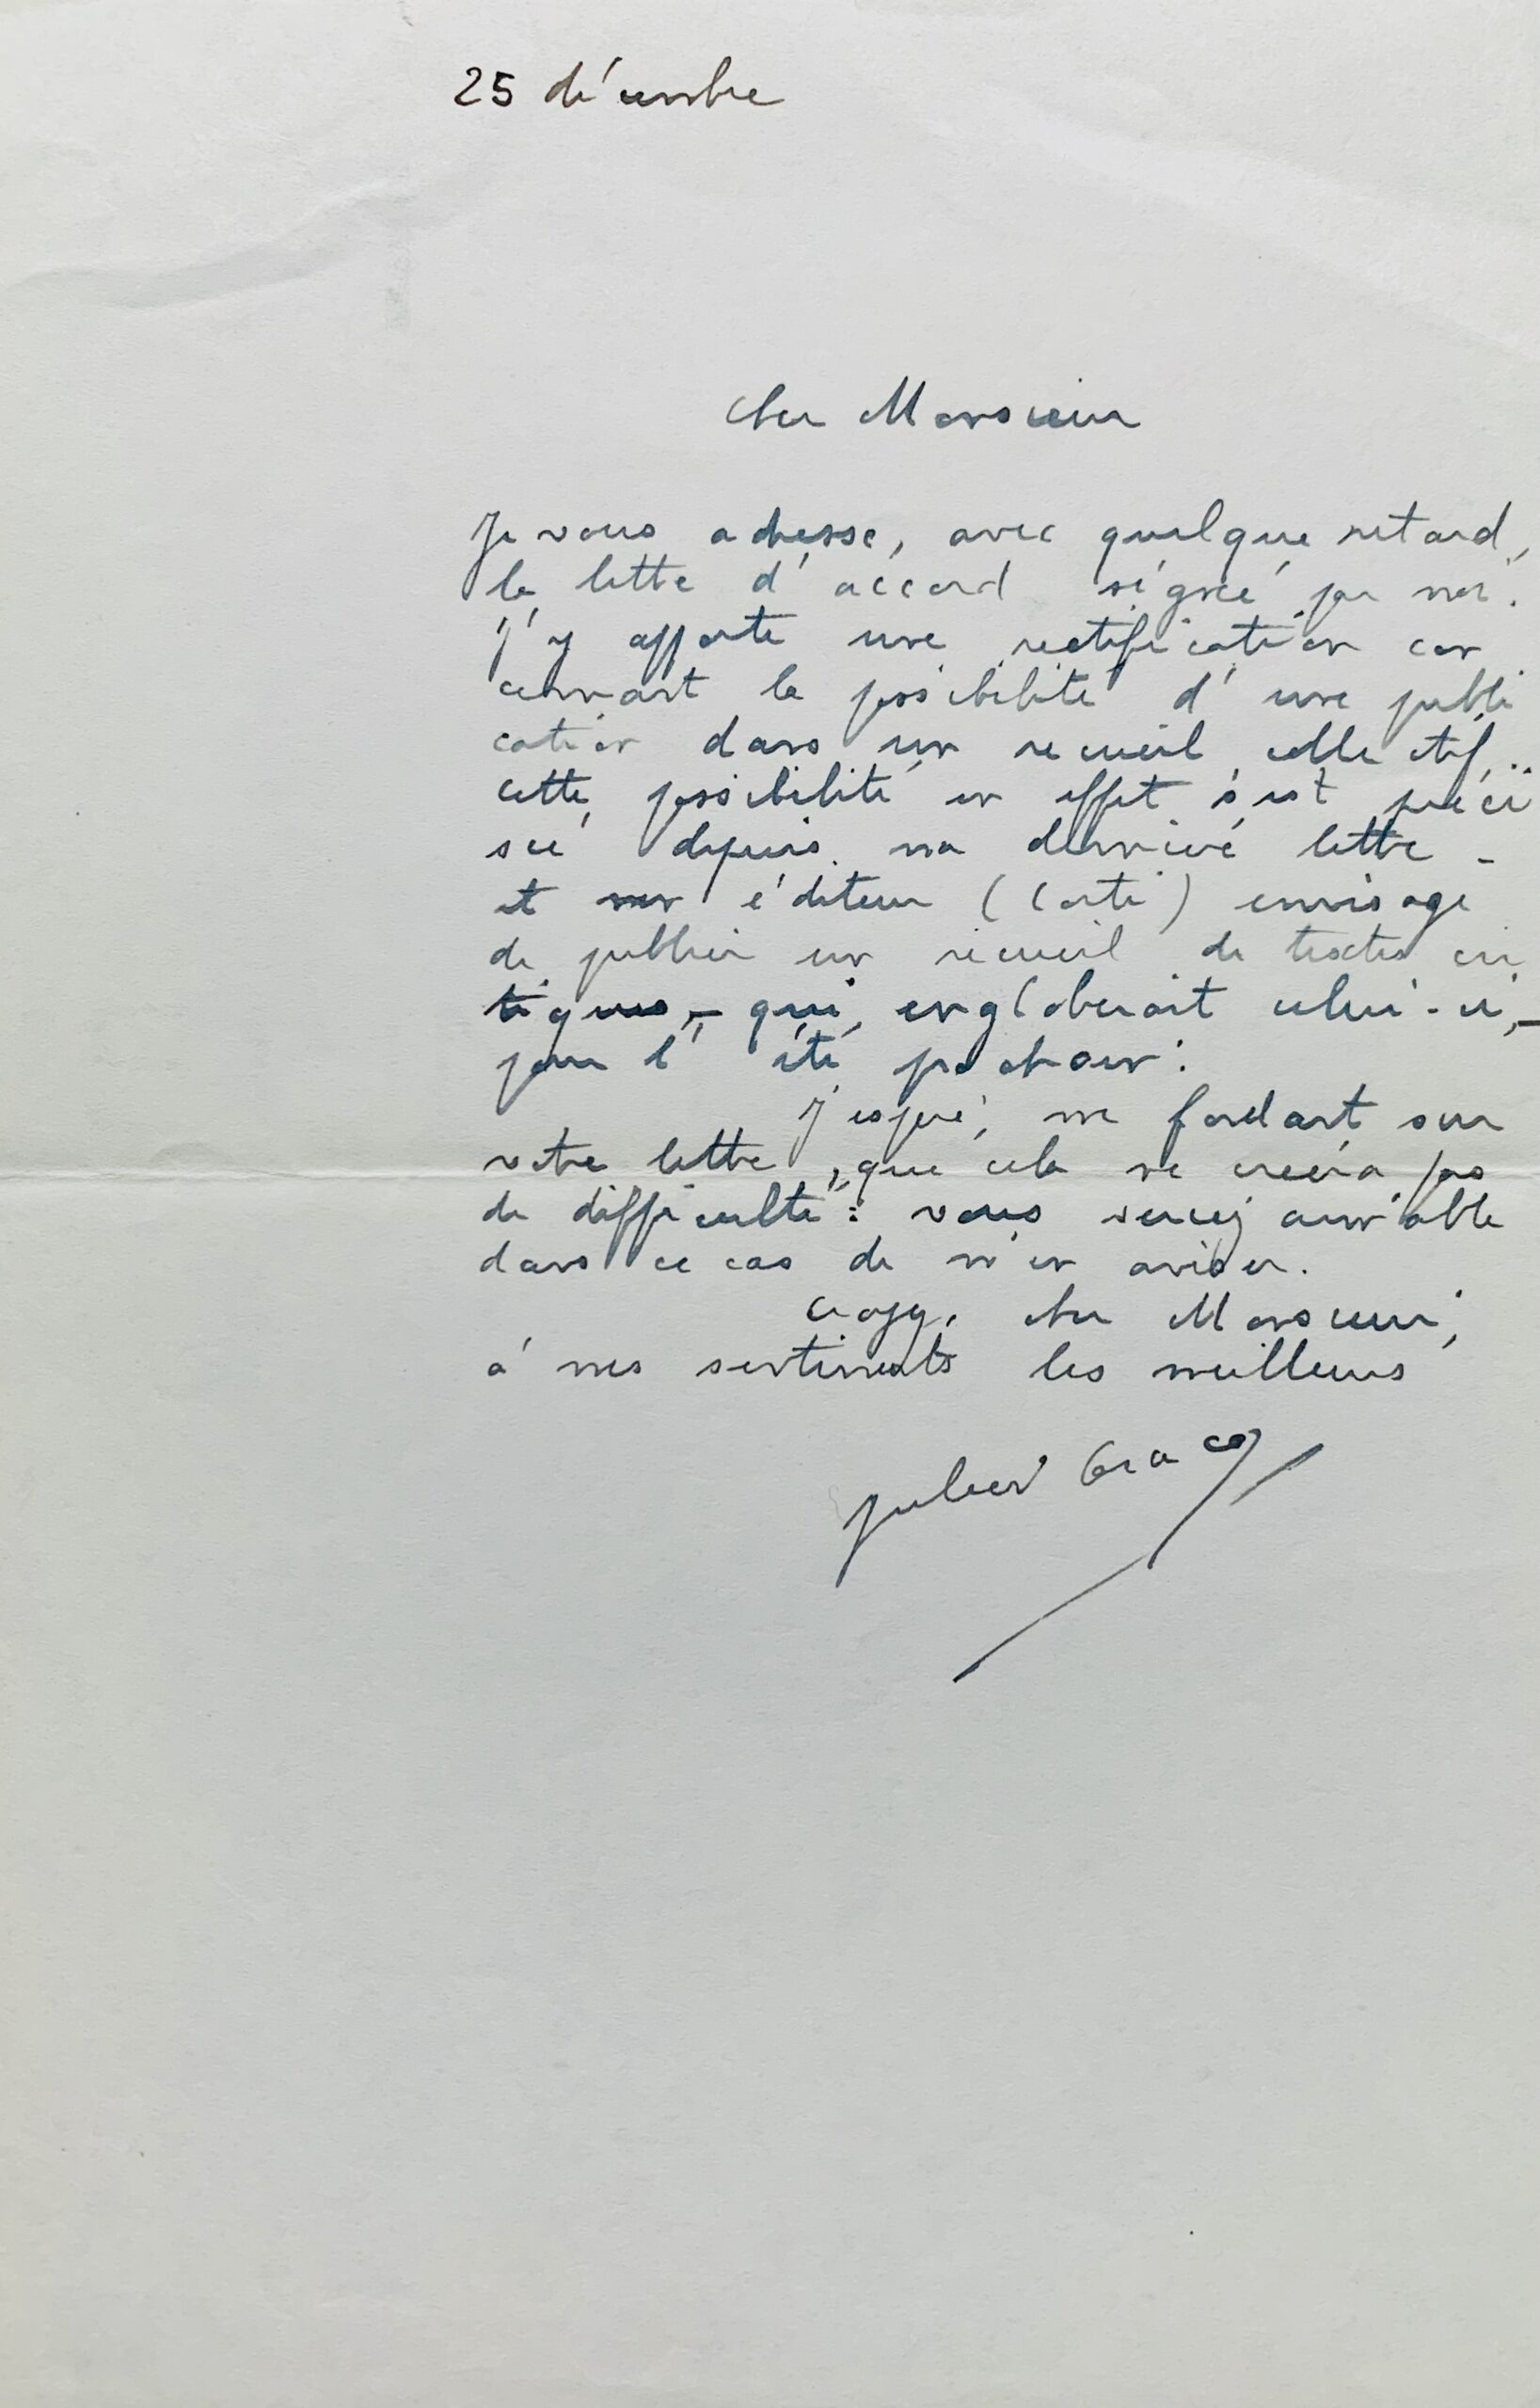 25 décembre
Cher Monsieur
Je vous adresse, avec quelque retard,
la lettre d'accord signée par moi.
J'y apporte une rectification con
cernant la possibilité d'une publi
cation dans un recueil collectif.
Cette possibilité en effet s'est préci
sée depuis ma dernière lettre -
et mon éditeur (Corti) envisage
de publier un recueil de textes cri
tiques, - qui engloberait celui-ci, -
pour l'été prochain.
J'espère, me fondant sur
votre lettre, que cela ne créera pas
de difficulté : vous seriez aimable
dans ce cas de m'en aviser.
Croyez, cher Monsieur,
à mes sentiments les meilleurs
Julien Gracq